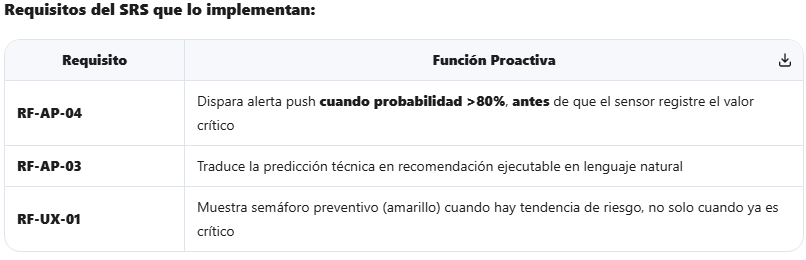 Requisitos del SRS que lo implementan:
Requisito
Función Proactiva
RF-AP-04
Dispara alerta push cuando probabilidad >80%, antes de que el sensor registre el valor
crítico
RF-AP-03
Traduce la predicción técnica en recomendación ejecutable en lenguaje natural
RF-UX-01
Muestra semáforo preventivo (amarillo) cuando hay tendencia de riesgo, no solo cuando ya es
crítico